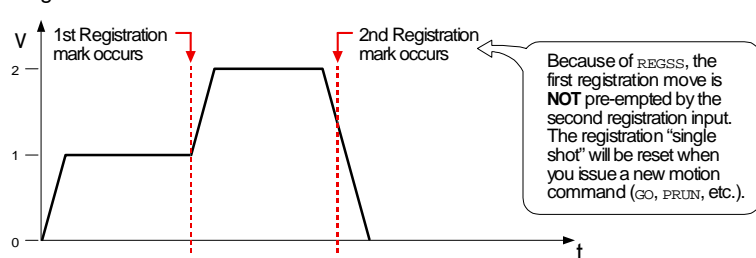 V
1st Registration
mark occurs
2nd Registration
mark occurs
Because of REGSS, the
first registration move is
NOT pre-empted by the
second registration input.
The registration “single
shot” will be reset when
you issue a new motion
command (GO, PRUN, etc.).
2
1
0
t